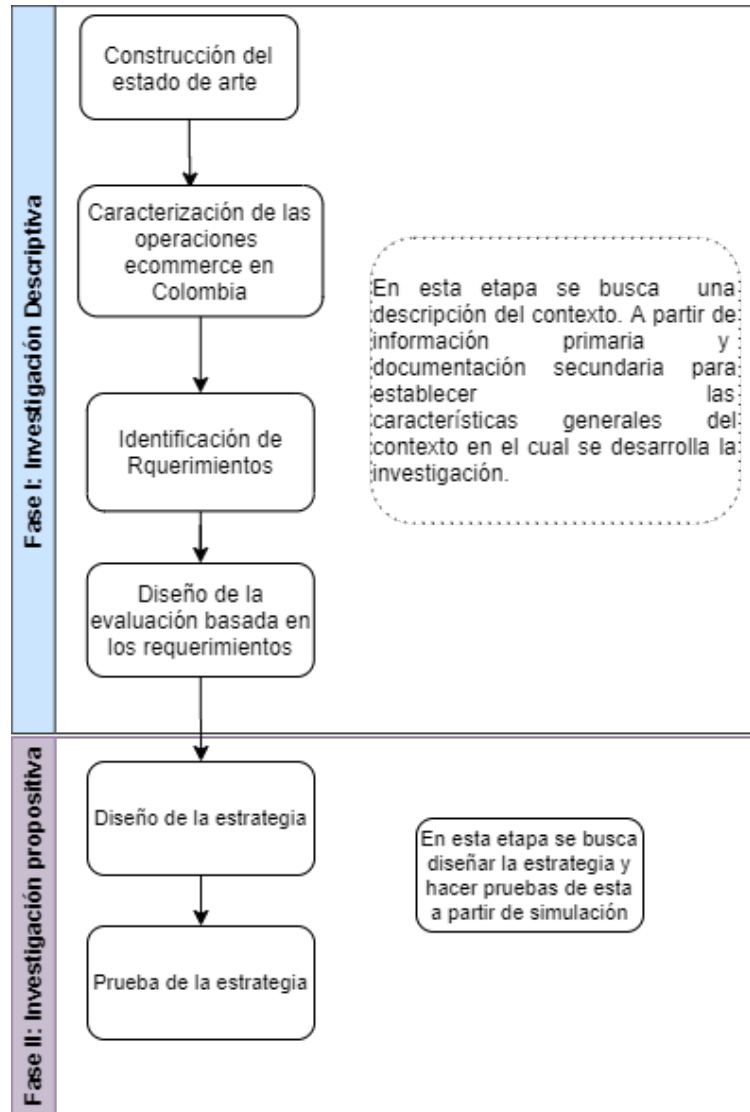 Fase I: Investigación Descriptiva
Construcción del
estado de arte
Caracterización de las
operaciones
ecommerce en
Colombia
Identificación de
Rquerimientos
Diseño de la
evaluación basada en
los requerimientos
En esta etapa se busca una
descripción del contexto. A partir de
información primaria y
documentación secundaria para
establecer las
características generales del
contexto en el cual se desarrolla la
investigación.
Fase II: Investigación propositiva
Diseño de la estrategia
Prueba de la estrategia
En esta etapa se busca
diseñar la estrategia y
hacer pruebas de esta
a partir de simulación